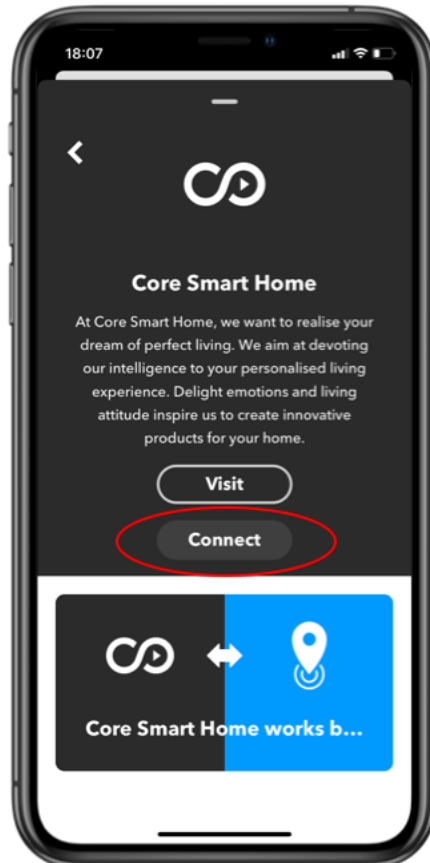 18:07
Core Smart Home
At Core Smart Home, we want to realise your
dream of perfect living. We aim at devoting
our intelligence to your personalised living
experience. Delight emotions and living
attitude inspire us to create innovative
products for your home.
Visit
Connect
Core Smart Home works b...